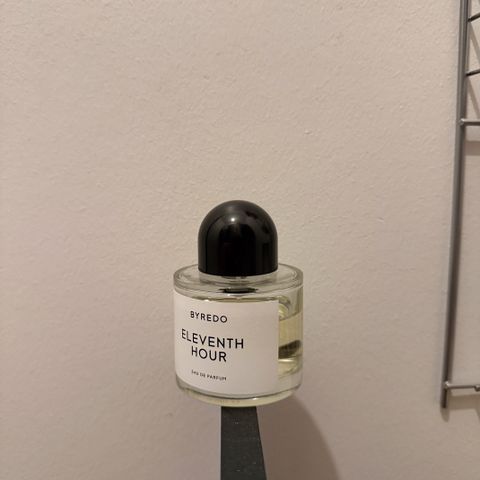 BYREDO
ELEVENTH
HOUR
EAU DE PARFUM